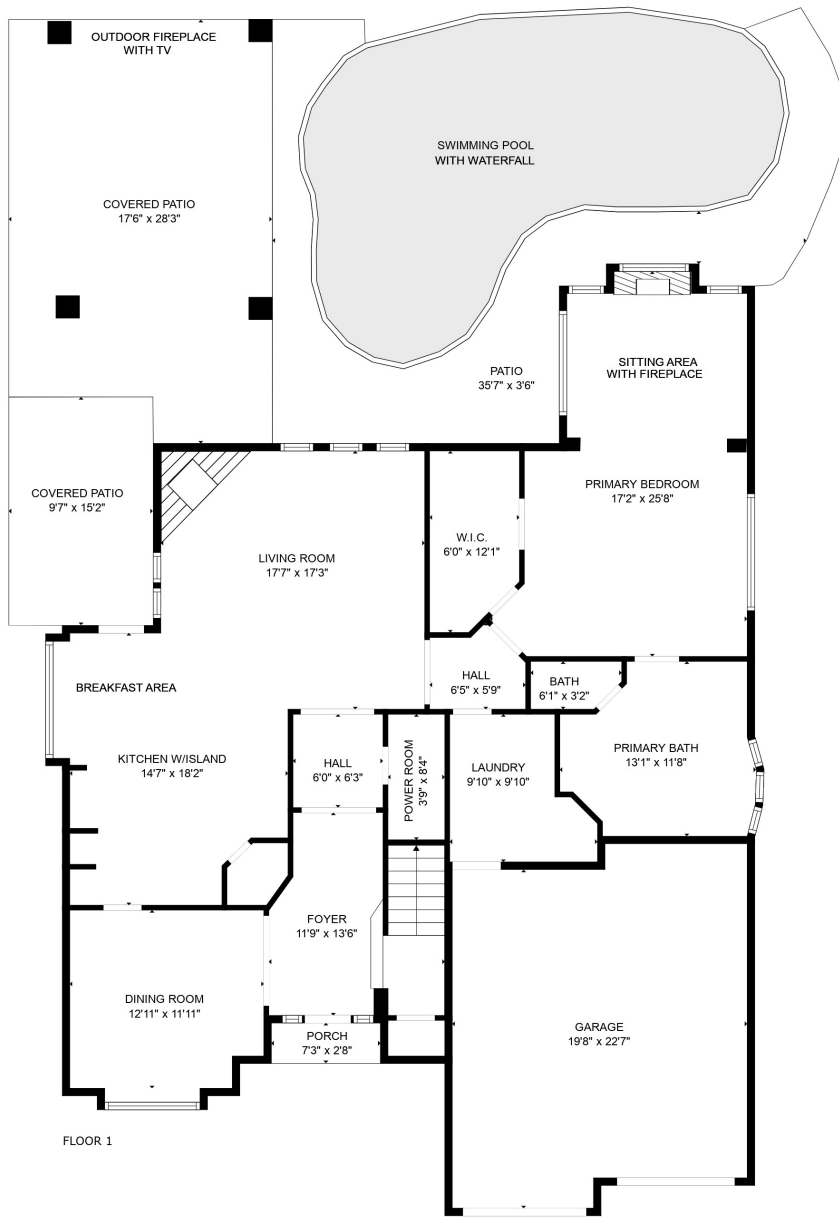 OUTDOOR FIREPLACE
WITH TV
SWIMMING POOL
WITH WATERFALL
COVERED PATIO
17'6" x 28'3"
SITTING AREA
WITH FIREPLACE
PATIO
35'7" x 3'6"
COVERED PATIO
9'7" x 15'2"
PRIMARY BEDROOM
17'2" x 25'8"
W.I.C.
6'0" x 12'1"
LIVING ROOM
17'7" x 17'3"
HALL
6'5" x 5'9"
BATH
6'1" x 3'2"
BREAKFAST AREA
KITCHEN W/ISLAND
14'7" x 18'2"
HALL
6'0" x 6'3"
POWER ROOM
3'9" x 8'4"
LAUNDRY
9'10" x 9'10"
PRIMARY BATH
13'1" x 11'8"
FOYER
11'9" x 13'6"
DINING ROOM
12'11" x 11'11"
PORCH
7'3" x 2'8"
GARAGE
19'8" x 22'7"
FLOOR 1